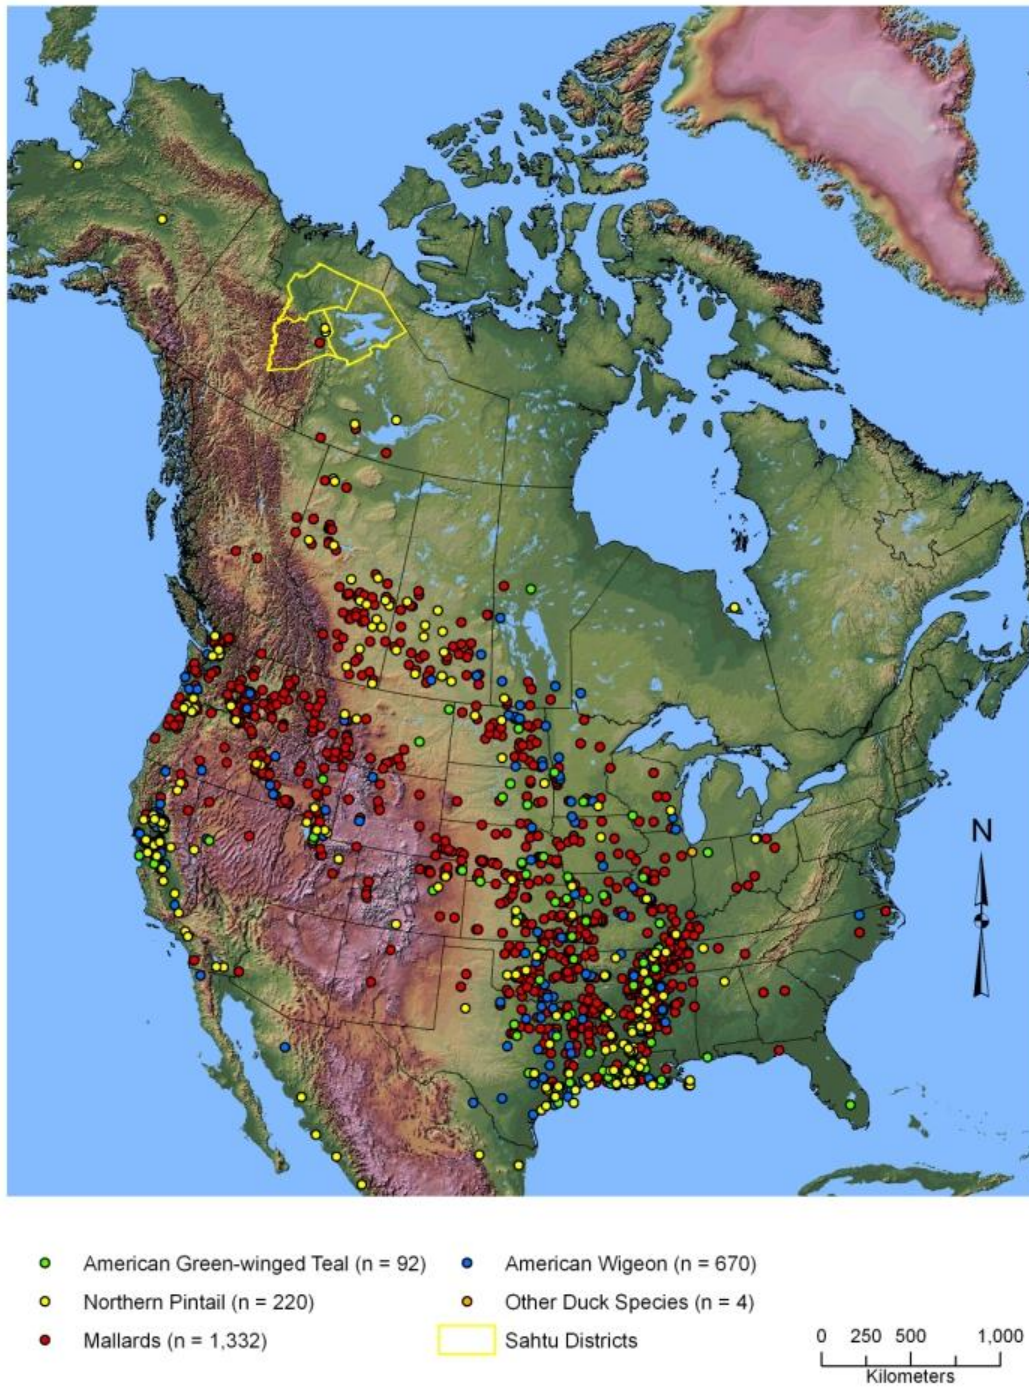 N
American Green-winged Teal (n = 92)
American Wigeon (n = 670)
Northern Pintail (n = 220)
Other Duck Species (n = 4)
Mallards (n = 1,332)
Sahtu Districts
0 250 500 1,000
Kilometers